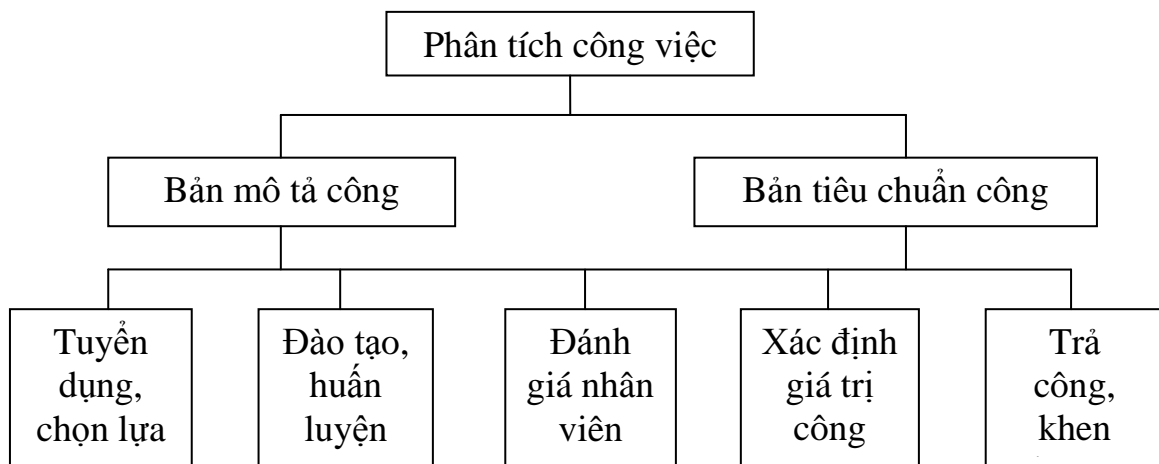 Phân tích công việc
Bản mô tả công
Bản tiêu chuẩn công
Tuyển
dụng,
chọn lựa
Đào tạo,
huấn
luyện
Đánh
giá nhân
viên
Xác định
giá trị
công
Trả
công,
khen